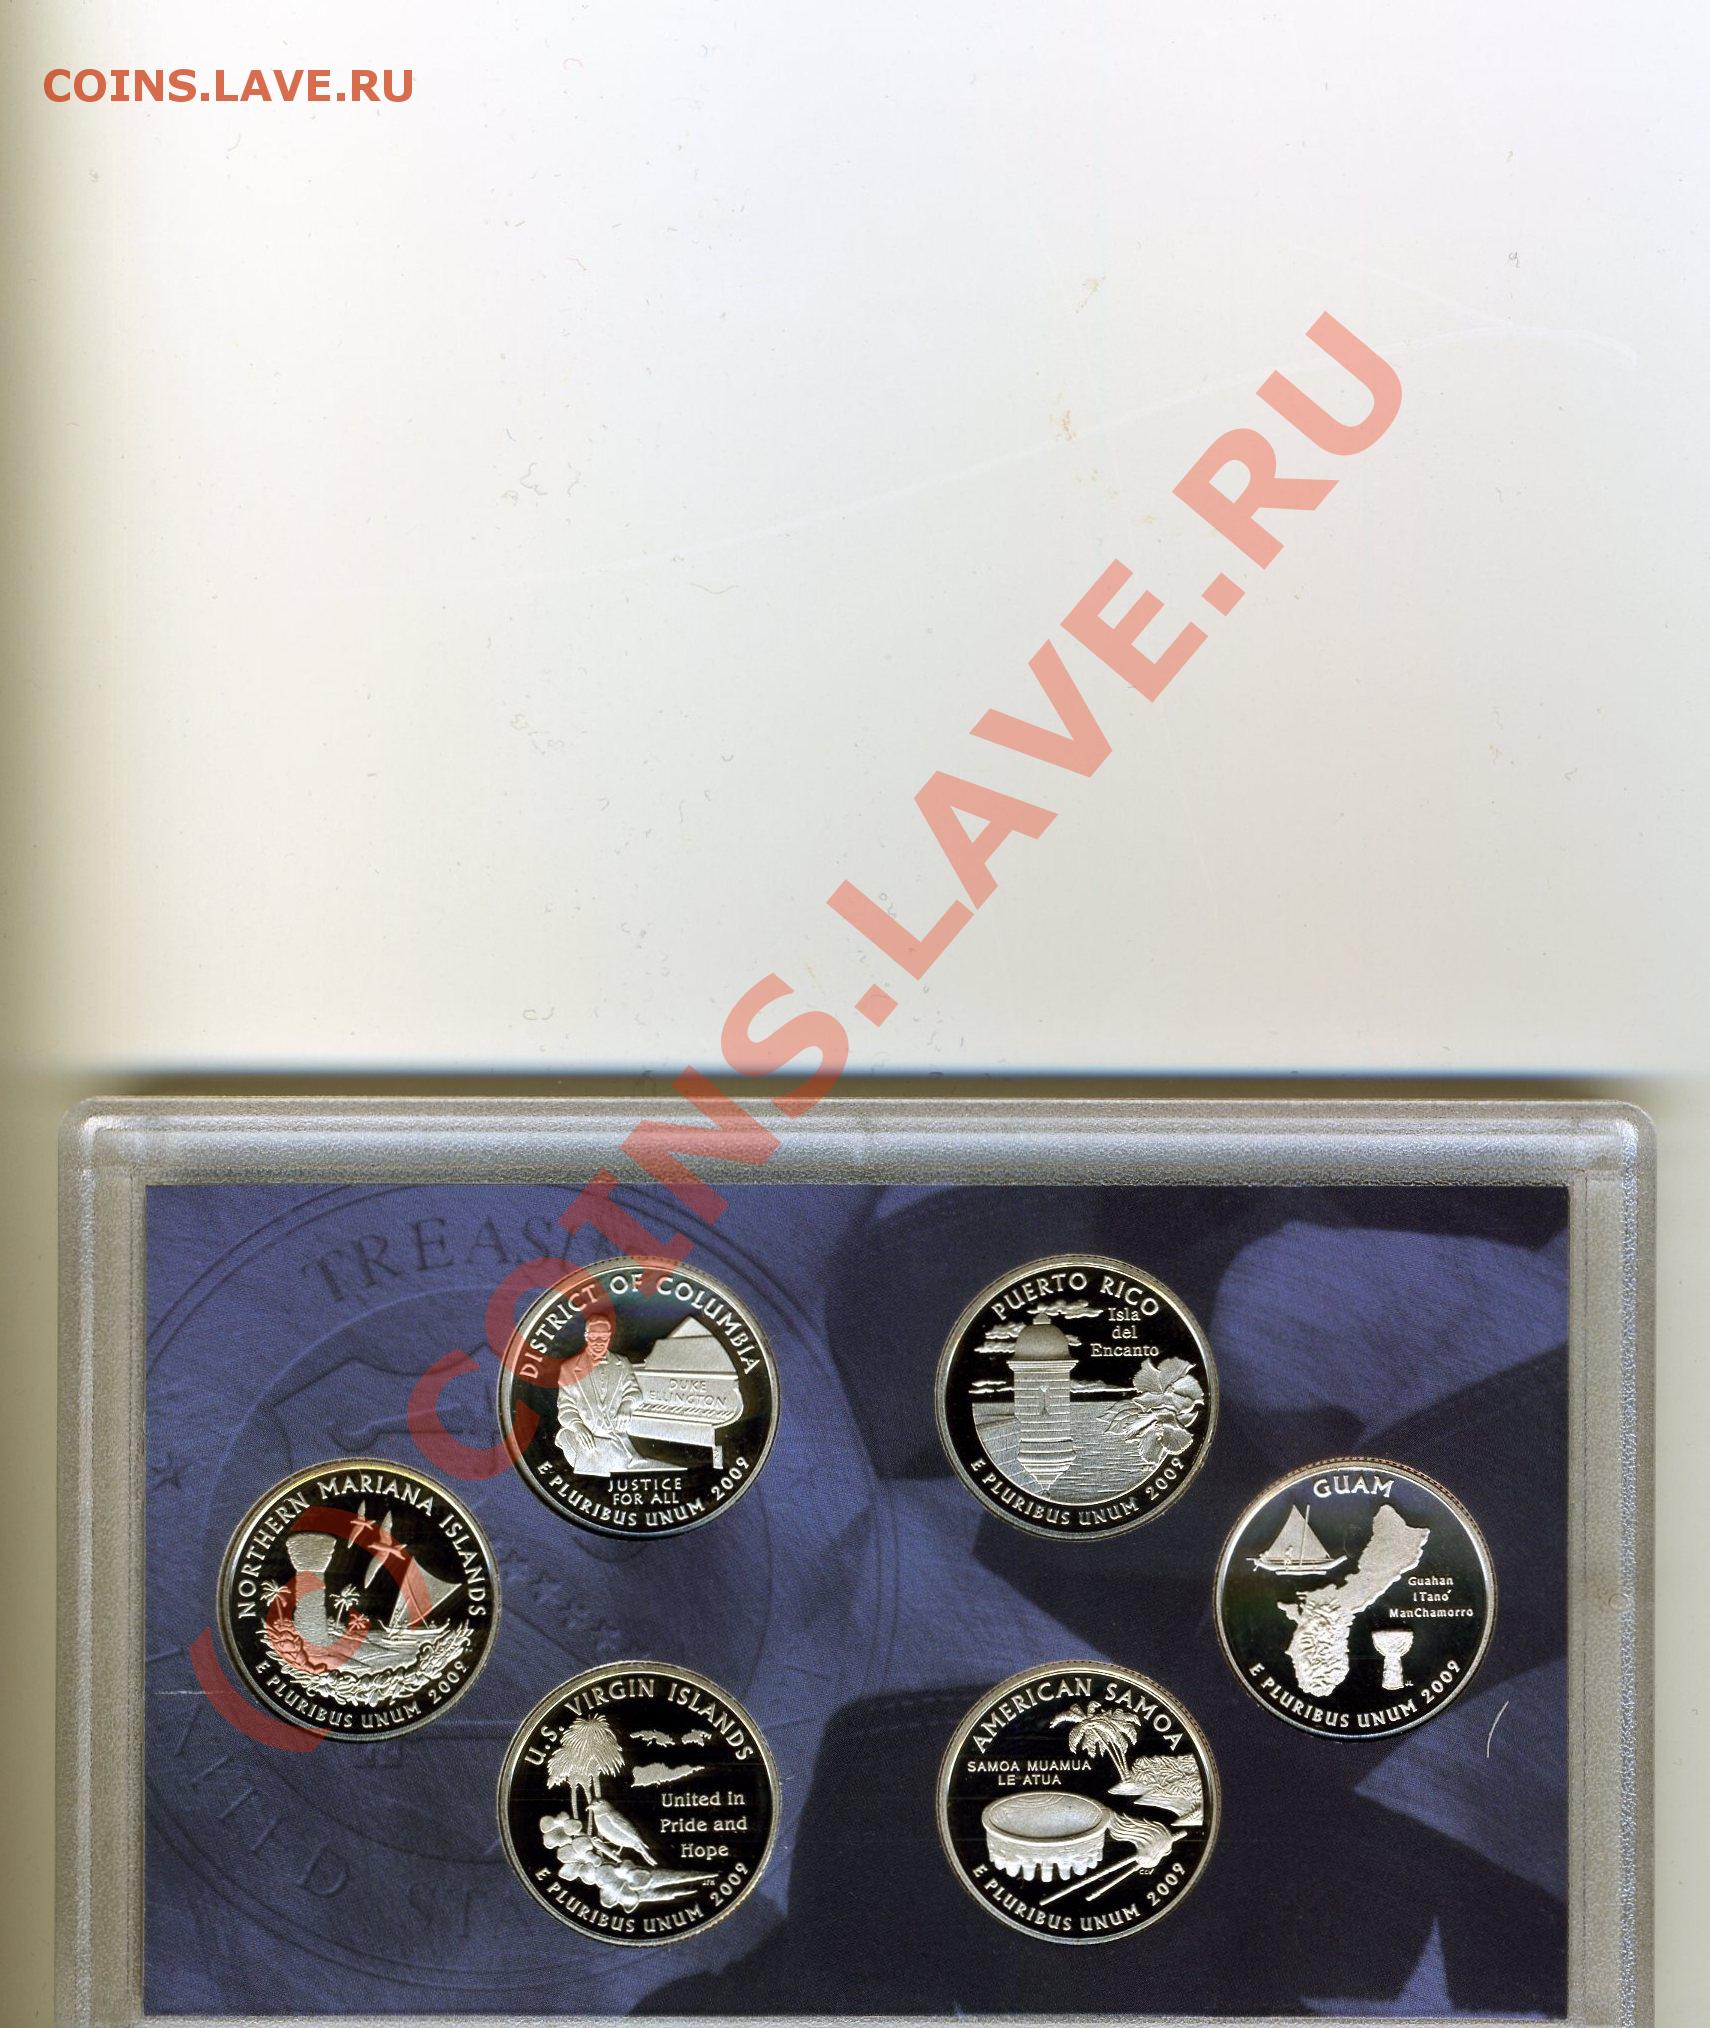 COINS.LAVE.RU
(c) COINS.LAVE.RU
TREASU
UNITED STA
DISTRICT OF COLUMBIA
DUKE
ELLINGTON
JUSTICE
FOR ALL
E PLURIBUS UNUM 2009
PUERTO RICO
Isla
del
Encanto
E PLURIBUS UNUM 2009
NORTHERN MARIANA ISLANDS
E PLURIBUS UNUM 2009
GUAM
Guahan
I Tano'
ManChamorro
E PLURIBUS UNUM 2009
U.S. VIRGIN ISLANDS
United in
Pride and
Hope
E PLURIBUS UNUM 2009
AMERICAN SAMOA
SAMOA MUAMUA
LE ATUA
E PLURIBUS UNUM 2009